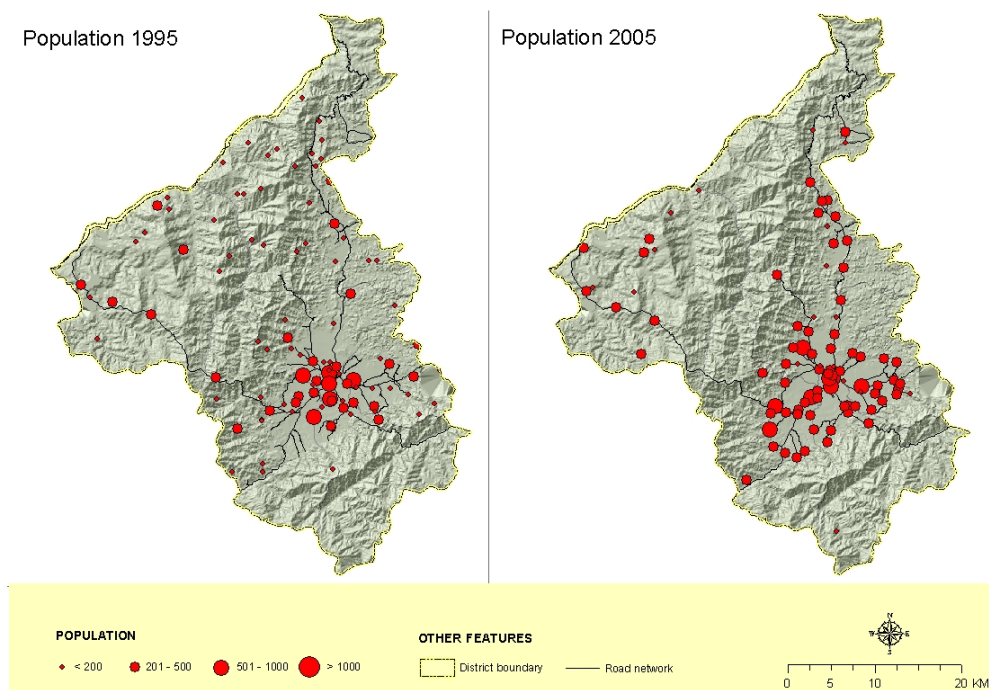 Population 1995
Population 2005
POPULATION
< 200
201 - 500
501 - 1000
> 1000
OTHER FEATURES
District boundary
Road network
N
W
E
S
0 5 10 20 KM